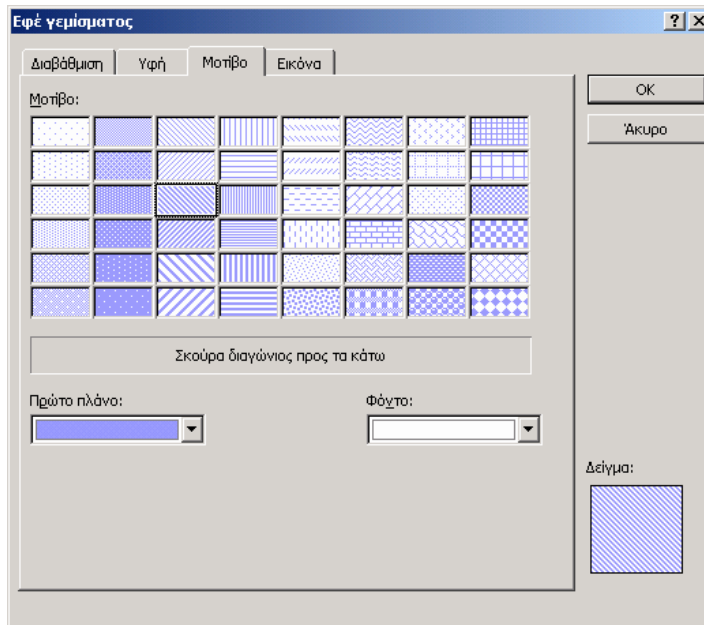 Εφέ γεμίσματος
Διαβάθμιση Υφή Μοτίβο Εικόνα
Μοτίβο:
OK
Άκυρο
Σκούρα διαγώνιος προς τα κάτω
Πρώτο πλάνο:
Φόντο:
Δείγμα: